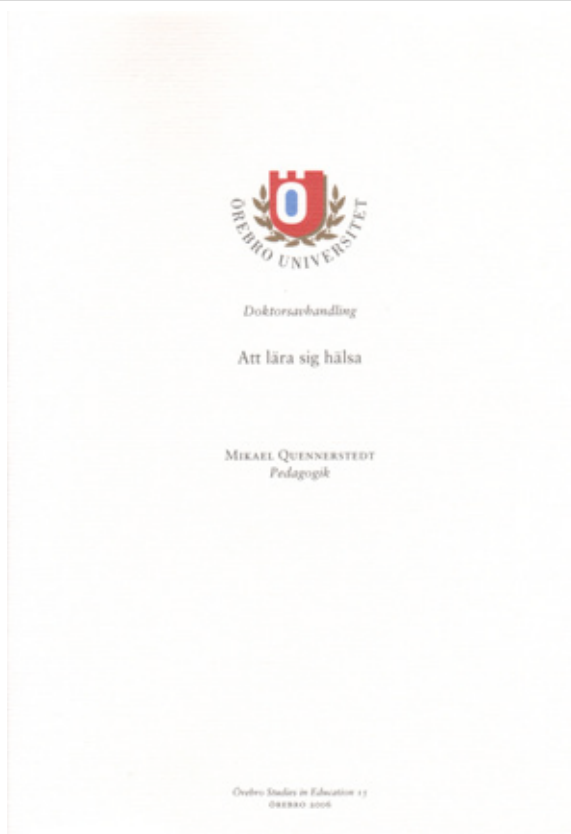 ÖREBRO UNIVERSITET
Doktorsavhandling
Att lära sig hälsa
MIKAEL QUENNERSTEDT
Pedagogik
Örebro Studies in Education 15
ÖREBRO 2006